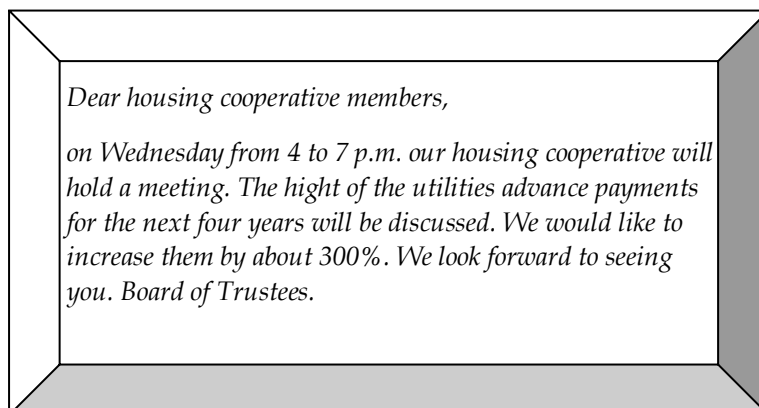 Dear housing cooperative members,
on Wednesday from 4 to 7 p.m. our housing cooperative will
hold a meeting. The hight of the utilities advance payments
for the next four years will be discussed. We would like to
increase them by about 300%. We look forward to seeing
you. Board of Trustees.